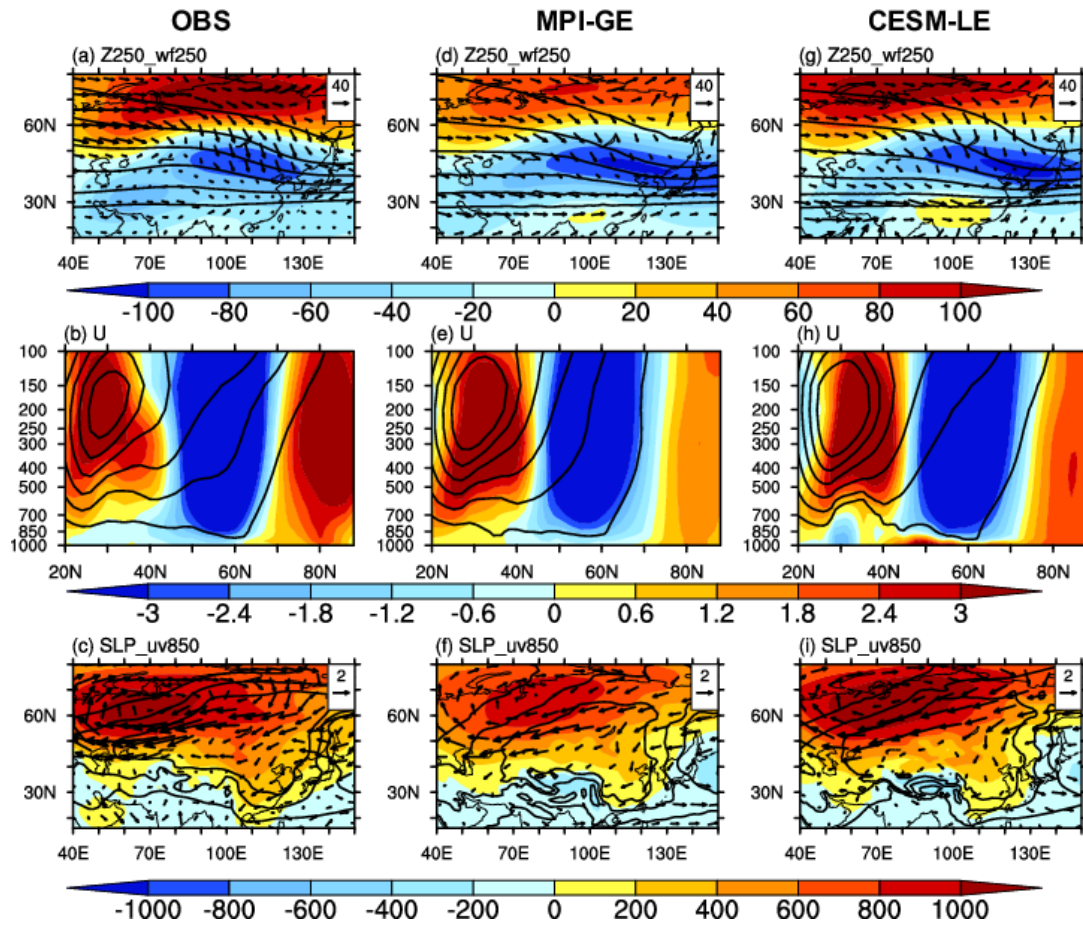 OBS MPI-GE CESM-LE
(a) Z250_wf250 (d) Z250_wf250 (g) Z250_wf250
40 40 40
60N 60N 60N
30N 30N 30N
40E 70E 100E 130E 40E 70E 100E 130E 40E 70E 100E 130E
-100 -80 -60 -40 -20 0 20 40 60 80 100
(b) U (e) U (h) U
100 100 100
150 150 150
200 200 200
250 250 250
300 300 300
400 400 400
500 500 500
700 700 700
850 850 850
1000 1000 1000
20N 40N 60N 80N 20N 40N 60N 80N 20N 40N 60N 80N
-3 -2.4 -1.8 -1.2 -0.6 0 0.6 1.2 1.8 2.4 3
(c) SLP_uv850 (f) SLP_uv850 (i) SLP_uv850
2 2 2
60N 60N 60N
30N 30N 30N
40E 70E 100E 130E 40E 70E 100E 130E 40E 70E 100E 130E
-1000 -800 -600 -400 -200 0 200 400 600 800 1000